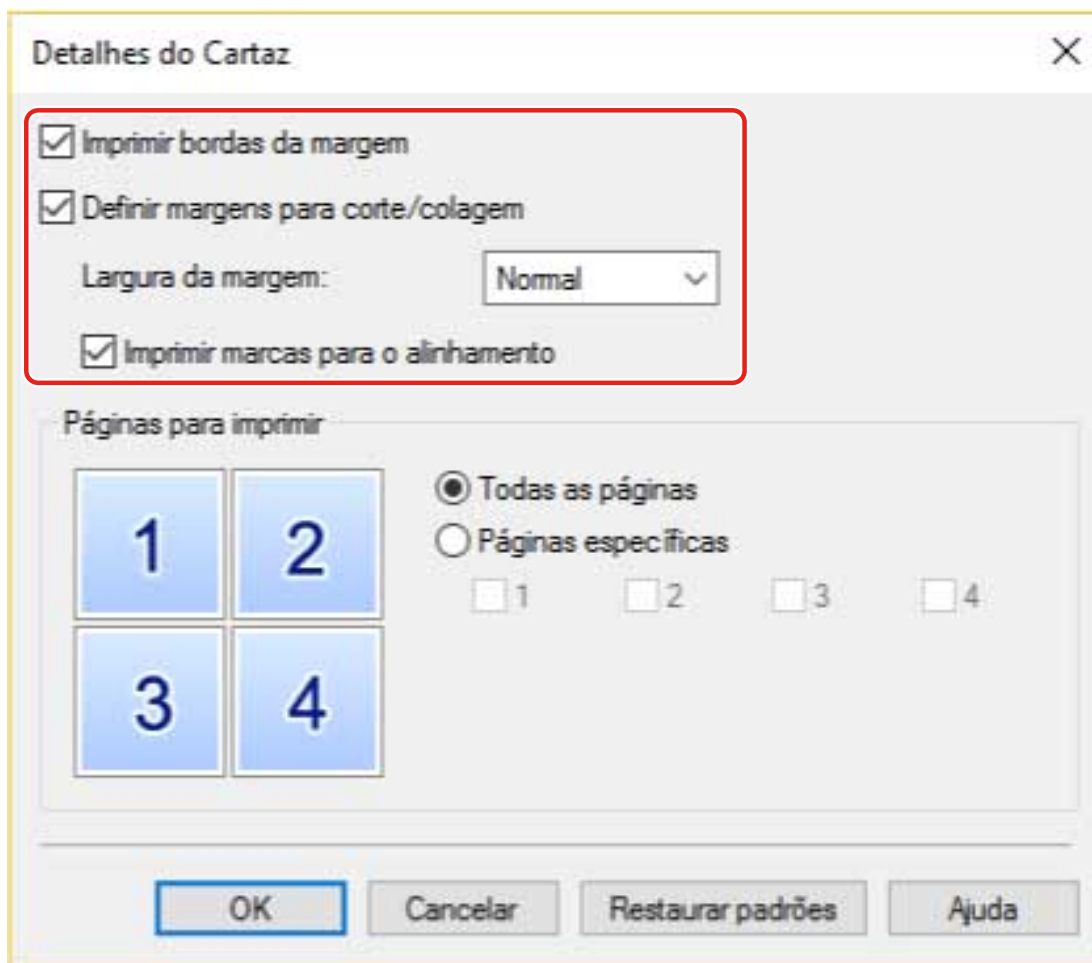 Detalhes do Cartaz
Imprimir bordas da margem
Definir margens para corte/colagem
Largura da margem: Normal
Imprimir marcas para o alinhamento
Páginas para imprimir
1 2
3 4
Todas as páginas
Páginas específicas
1 2 3 4
OK Cancelar Restaurar padrões Ajuda